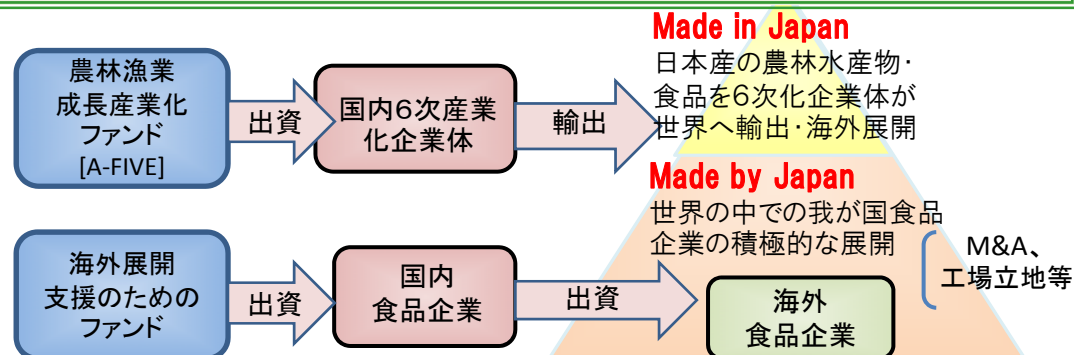 農林漁業
成長産業化
ファンド
[A-FIVE]
出資
国内6次産業
化企業体
輸出
Made in Japan
日本産の農林水産物・
食品を6次化企業体が
世界へ輸出・海外展開
Made by Japan
世界の中での我が国食品
企業の積極的な展開
M&A、
工場立地等
海外展開
支援のための
ファンド
出資
国内
食品企業
出資
海外
食品企業